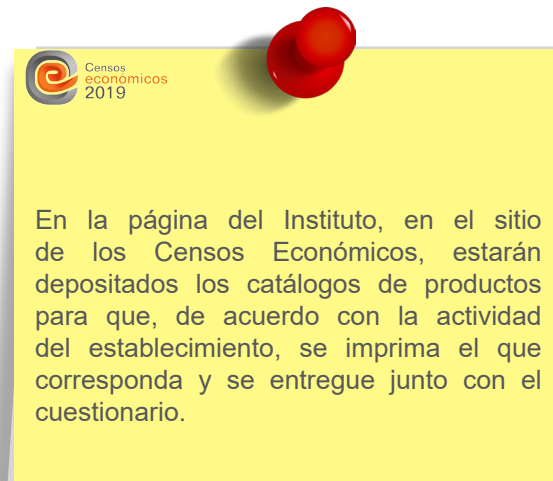 Censos
económicos
2019
En la página del Instituto, en el sitio
de los Censos Económicos, estarán
depositados los catálogos de productos
para que, de acuerdo con la actividad
del establecimiento, se imprima el que
corresponda y se entregue junto con el
cuestionario.